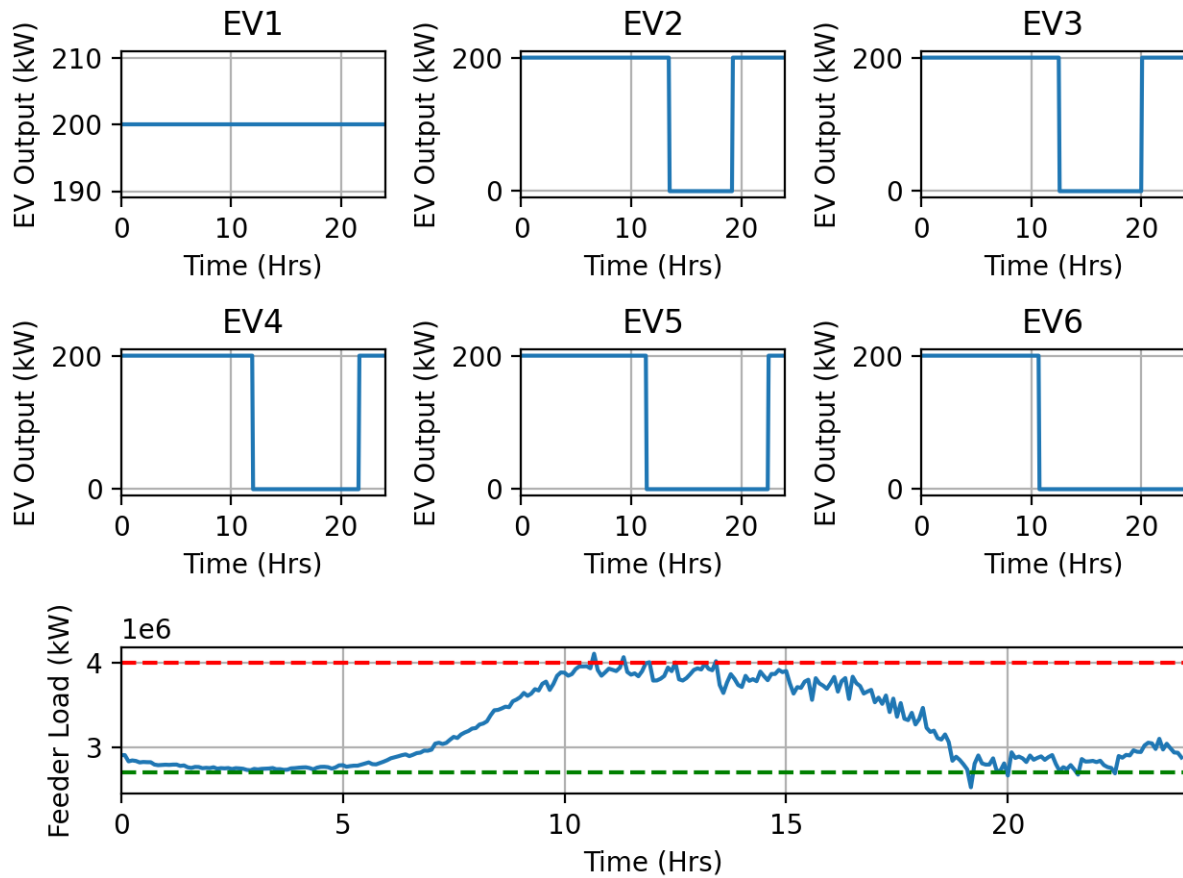 EV1
EV2
EV3
EV Output (kW)
210
200
190
0 10 20
Time (Hrs)
EV Output (kW)
200
0
0 10 20
Time (Hrs)
EV Output (kW)
200
0
0 10 20
Time (Hrs)
EV4
EV5
EV6
EV Output (kW)
200
0
0 10 20
Time (Hrs)
EV Output (kW)
200
0
0 10 20
Time (Hrs)
EV Output (kW)
200
0
0 10 20
Time (Hrs)
Feeder Load (kW)
1e6
4
3
0 5 10 15 20
Time (Hrs)